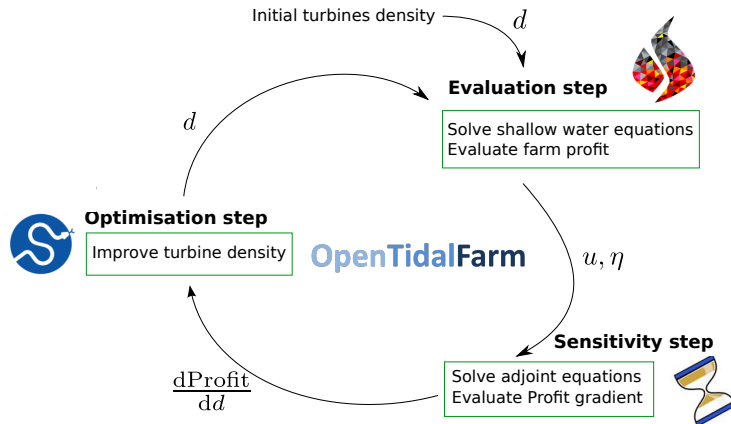 Initial turbines density
d
Evaluation step
Solve shallow water equations
Evaluate farm profit
d
u, η
Optimisation step
Improve turbine density
OpenTidalFarm
Sensitivity step
Solve adjoint equations
Evaluate Profit gradient
dProfit
dd